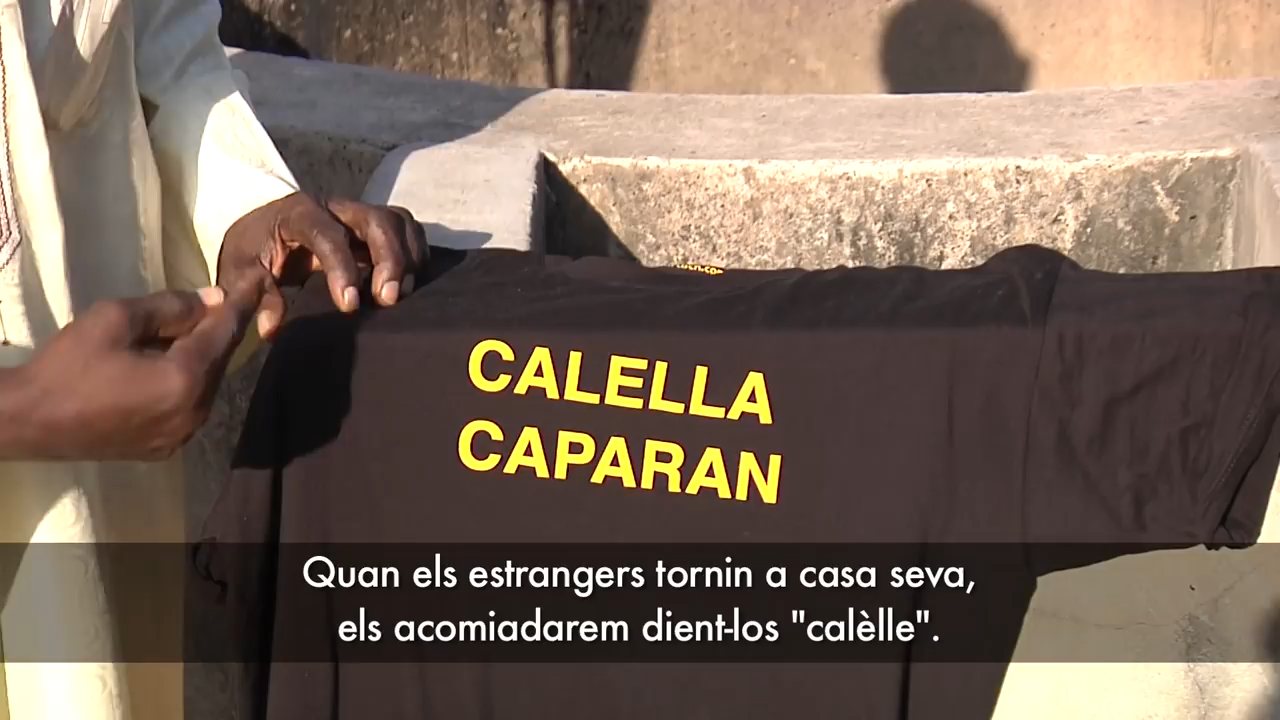 CALELLA
CAPARAN
Quan els estrangers tornin a casa seva,
els acomiadarem dient-los "calèlle".